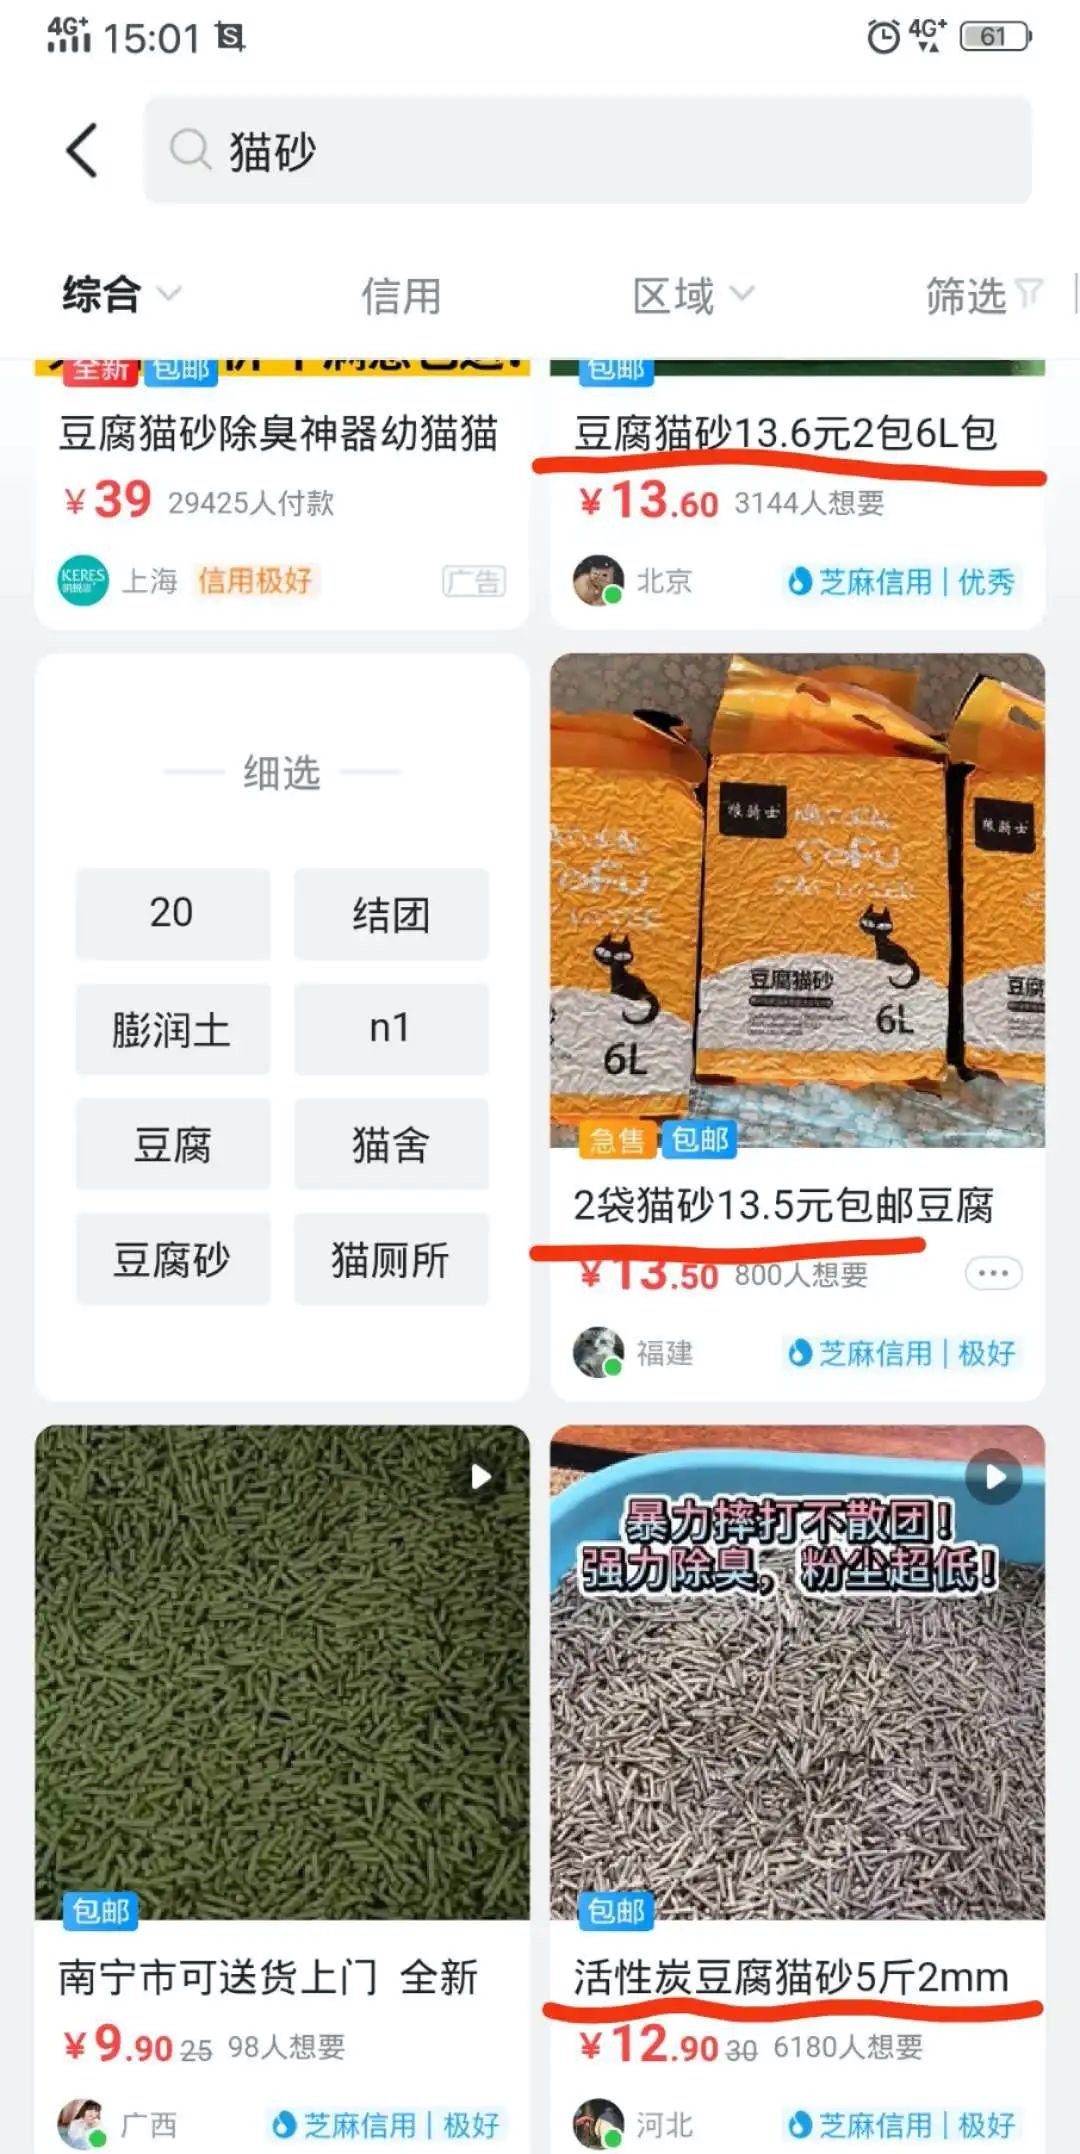 4G+ 15:01 S 4G+ 61
猫砂
综合 信用 区域 筛选
全新 包邮
豆腐猫砂除臭神器幼猫猫
¥39 29425人付款
KERES 上海 信用极好 广告
包邮
豆腐猫砂13.6元2包6L包
¥13.60 3144人想要
北京 芝麻信用|优秀
细选
20 结团
膨润土 n1
豆腐 猫舍
豆腐砂 猫厕所
豆腐猫砂
6L
6L
豆腐
急售 包邮
2袋猫砂13.5元包邮豆腐
¥13.50 800人想要
福建 芝麻信用|极好
包邮
南宁市可送货上门 全新
¥9.90 25 98人想要
广西 芝麻信用|极好
暴力摔打不散团！
强力除臭，粉尘超低！
包邮
活性炭豆腐猫砂5斤2mm
¥12.90 30 6180人想要
河北 芝麻信用|极好